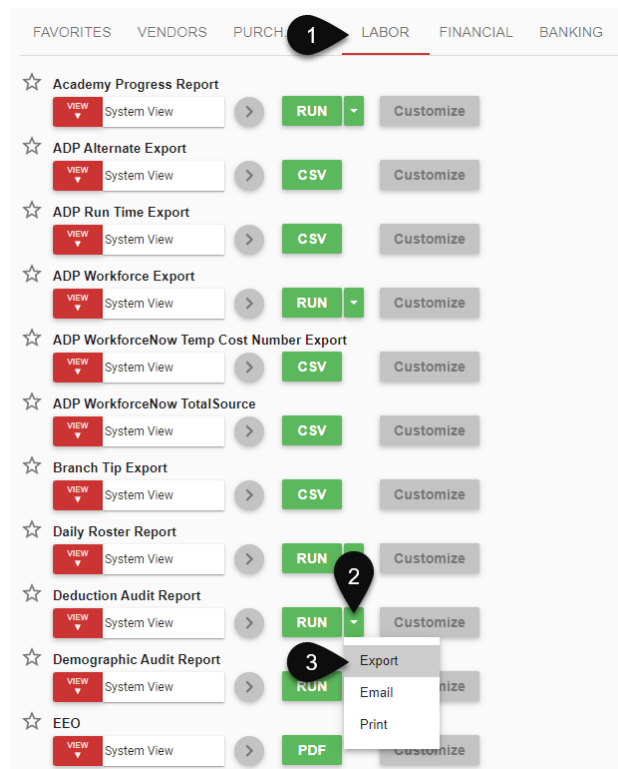 FAVORITES VENDORS PURCHA 1 LABOR FINANCIAL BANKING
Academy Progress Report
VIEW System View RUN Customize
ADP Alternate Export
VIEW System View CSV Customize
ADP Run Time Export
VIEW System View CSV Customize
ADP Workforce Export
VIEW System View RUN Customize
ADP WorkforceNow Temp Cost Number Export
VIEW System View CSV Customize
ADP WorkforceNow TotalSource
VIEW System View CSV Customize
Branch Tip Export
VIEW System View CSV Customize
Daily Roster Report
VIEW System View RUN Customize
2
Deduction Audit Report
VIEW System View RUN Customize
Demographic Audit Report 3 Export
VIEW System View RUN Email mize
Print
EEO
VIEW System View PDF Customize